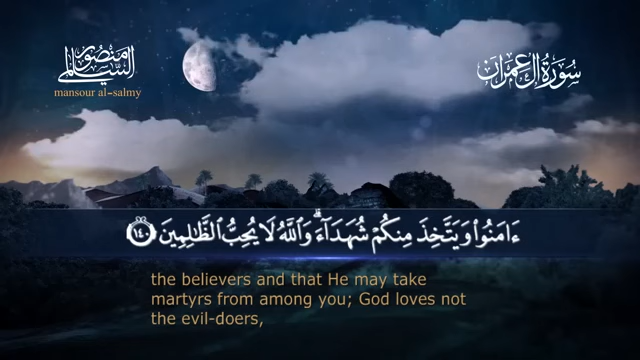 منصور السالمي
mansour al-salmy
سورة آل عمران
ءَامَنُوا۟ وَيَتَّخِذَ مِنكُمْ شُهَدَآءَ ۗ وَٱللَّهُ لَا يُحِبُّ ٱلظَّـٰلِمِينَ ١٤٠
the believers and that He may take
martyrs from among you; God loves not
the evil-doers,